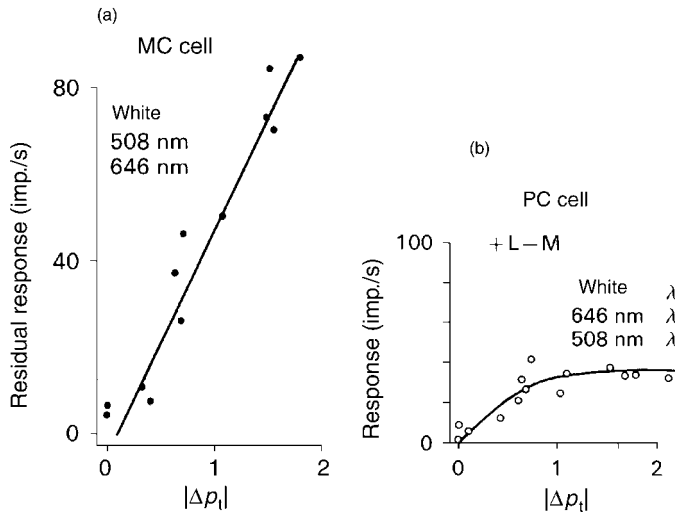 (a)
MC cell
80
40
0
Residual response (imp./s)
White
508 nm
646 nm
0
1
2
|Δpₜ|
(b)
PC cell
100
0
Response (imp./s)
+ L – M
White
646 nm
508 nm
λ
λ
0
1
2
|Δpₜ|